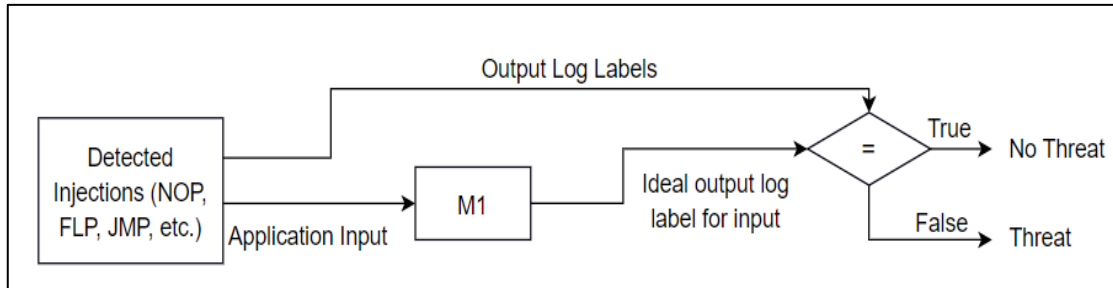 Output Log Labels
Detected
Injections (NOP,
FLP, JMP, etc.)
Application Input
M1
Ideal output log
label for input
=
True
No Threat
False
Threat